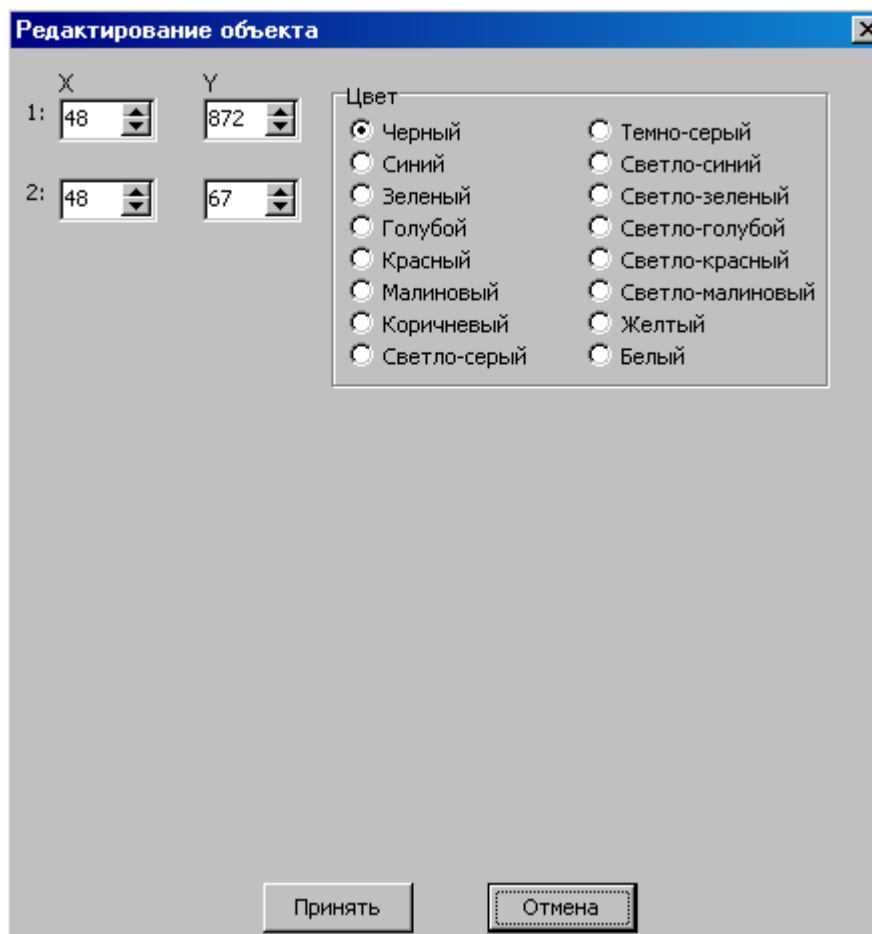 Редактирование объекта
X Y
1: 48 872
2: 48 67
Цвет
Черный
Синий
Зеленый
Голубой
Красный
Малиновый
Коричневый
Светло-серый
Темно-серый
Светло-синий
Светло-зеленый
Светло-голубой
Светло-красный
Светло-малиновый
Желтый
Белый
Принять Отмена